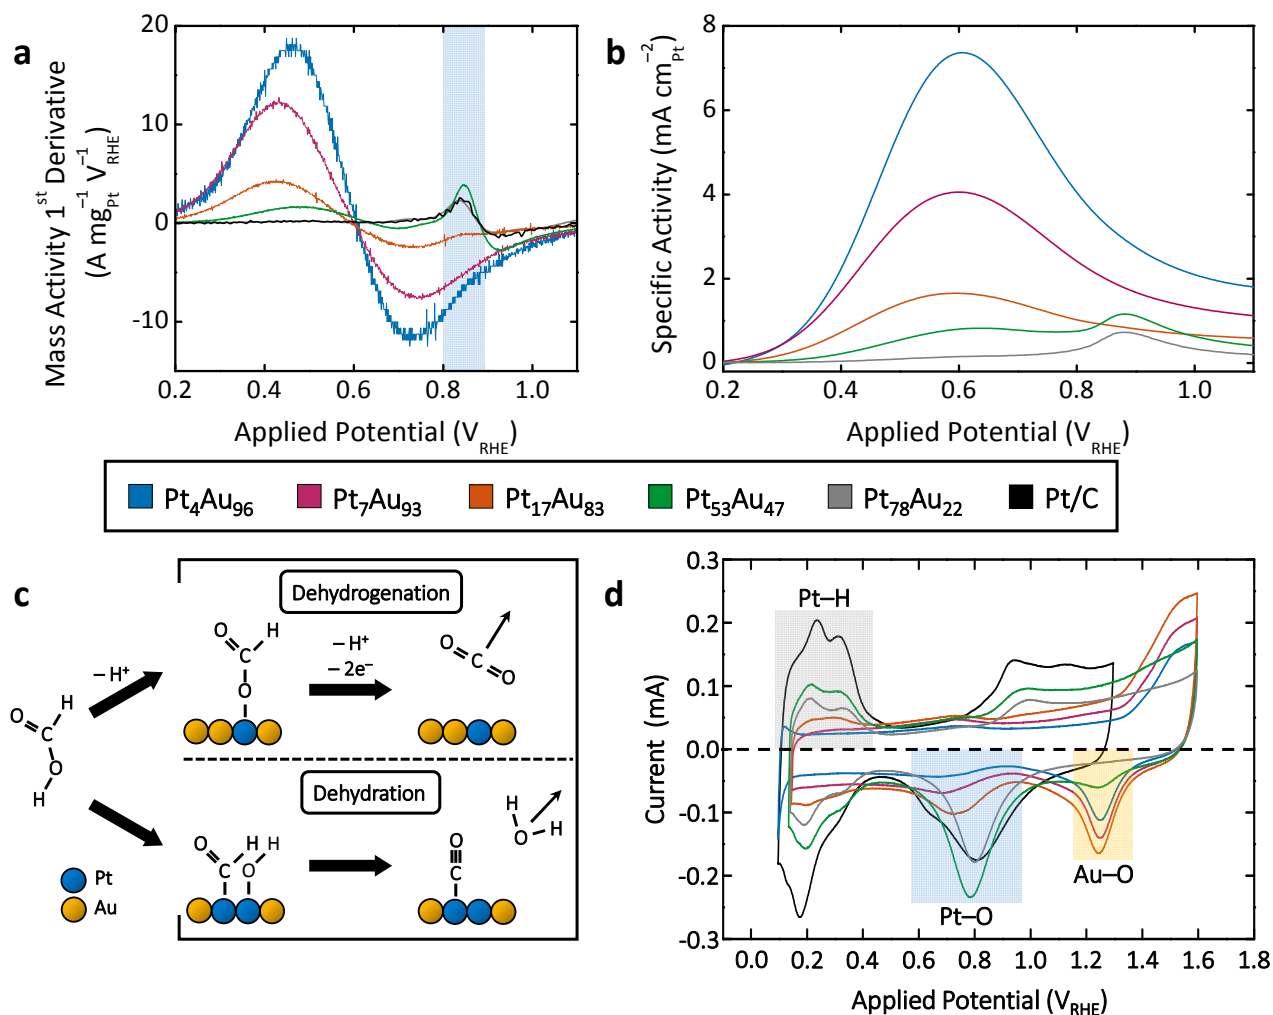 a
20
10
0
-10
Mass Activity 1st Derivative
(A mgPt−1 VRHE−1)
0.2 0.4 0.6 0.8 1.0
Applied Potential (VRHE)
b
8
6
4
2
0
Specific Activity (mA cmPt−2)
0.2 0.4 0.6 0.8 1.0
Applied Potential (VRHE)
Pt4Au96 Pt7Au93 Pt17Au83 Pt53Au47 Pt78Au22 Pt/C
c
Dehydrogenation
– H+
O H C O
– H+
– 2e–
O C O
O H C O H
Dehydration
O H H C O
O C
H O H
Pt
Au
d
0.3
0.2
0.1
0.0
-0.1
-0.2
-0.3
Current (mA)
Pt–H
Pt–O
Au–O
0.0 0.2 0.4 0.6 0.8 1.0 1.2 1.4 1.6 1.8
Applied Potential (VRHE)